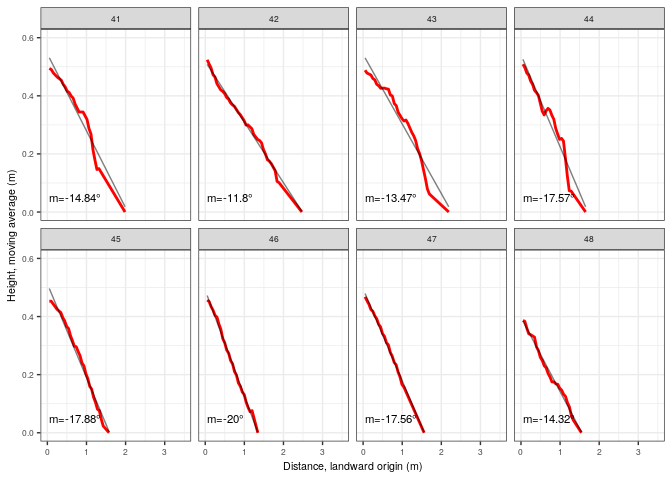 41 42 43 44
0.6
0.4
0.2
0.0
m=-14.84° m=-11.8° m=-13.47° m=-17.57°
45 46 47 48
0.6
0.4
0.2
0.0
m=-17.88° m=-20° m=-17.56° m=-14.32°
0 1 2 3 0 1 2 3 0 1 2 3 0 1 2 3
Distance, landward origin (m)
Height, moving average (m)